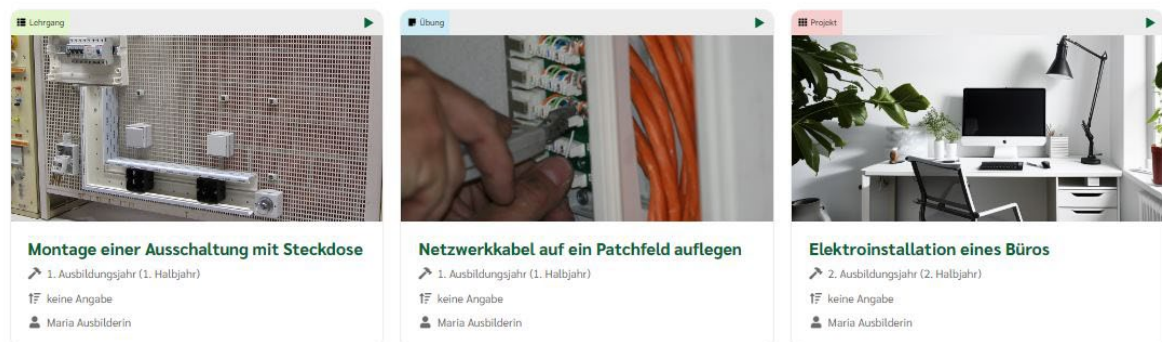 Lehrgang
Montage einer Ausschaltung mit Steckdose
1. Ausbildungsjahr (1. Halbjahr)
keine Angabe
Maria Ausbilderin
Übung
Netzwerkkabel auf ein Patchfeld auflegen
1. Ausbildungsjahr (1. Halbjahr)
keine Angabe
Maria Ausbilderin
Projekt
Elektroinstallation eines Büros
2. Ausbildungsjahr (2. Halbjahr)
keine Angabe
Maria Ausbilderin